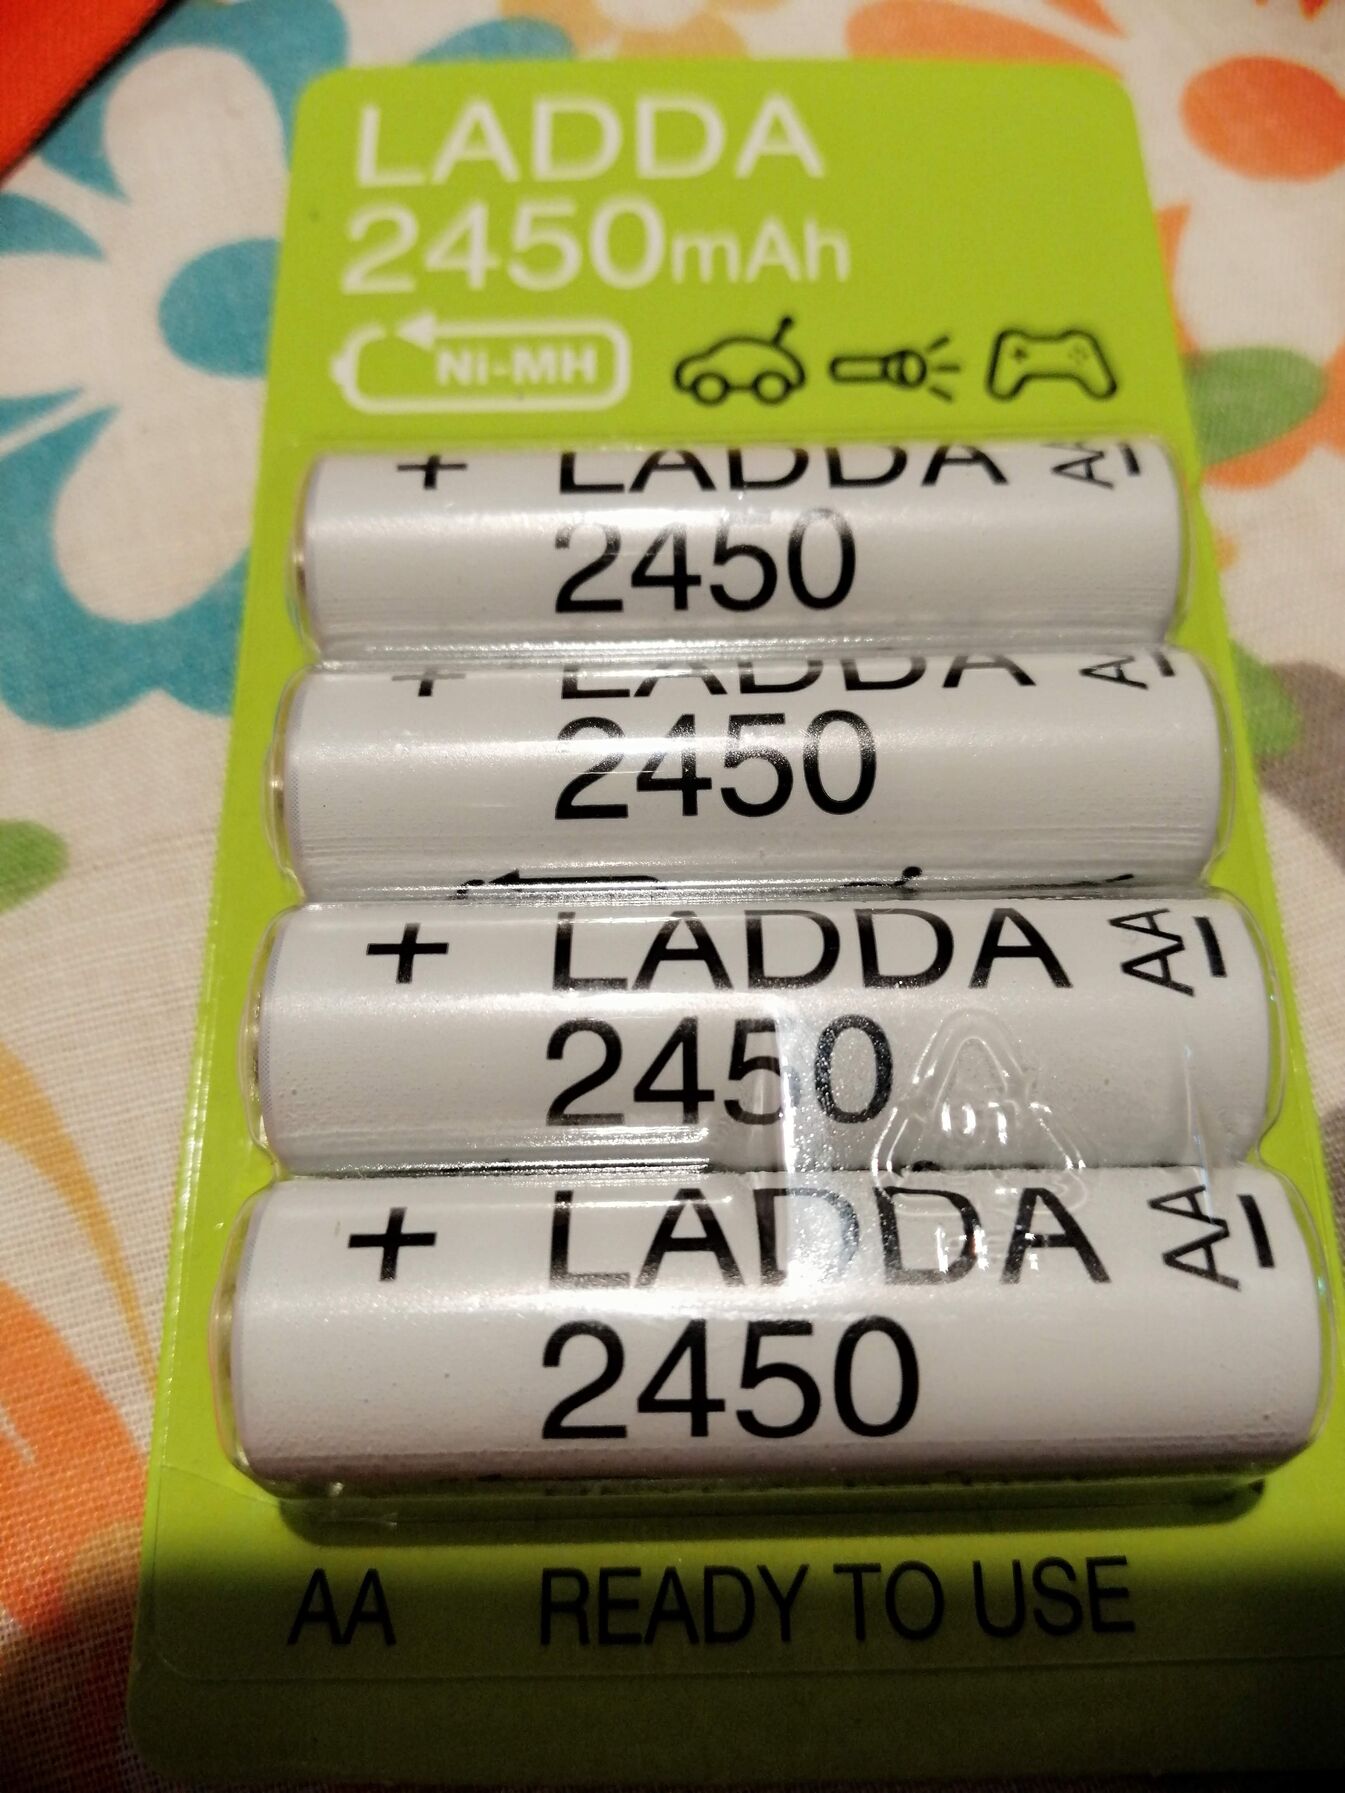 LADDA
2450mAh
Ni-MH
+ LADDA AA -
2450
+ LADDA AA -
2450
+ LADDA AA -
2450
+ LADDA AA -
2450
AA READY TO USE